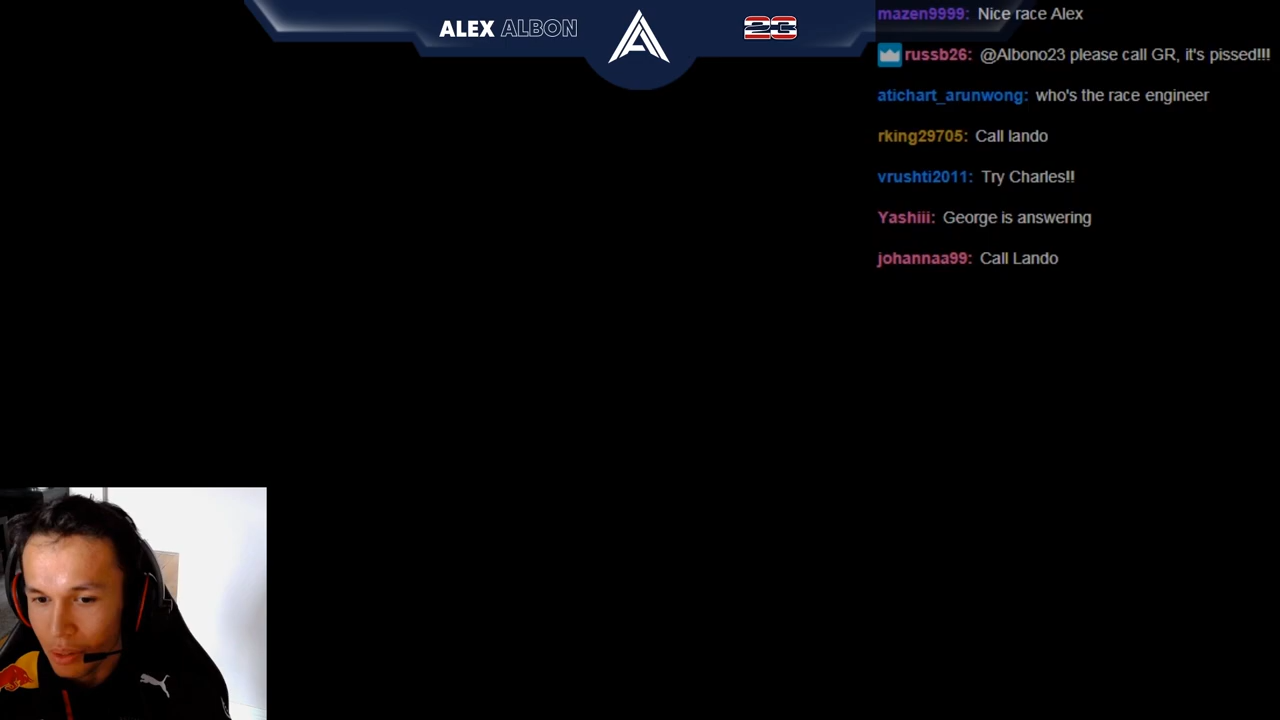 ALEX ALBON
23
mazen9999: Nice race Alex
russb26: @Albono23 please call GR, it's pissed!!!
atichart_arunwong: who's the race engineer
rking29705: Call lando
vrushti2011: Try Charles!!
Yashiii: George is answering
johannaa99: Call Lando